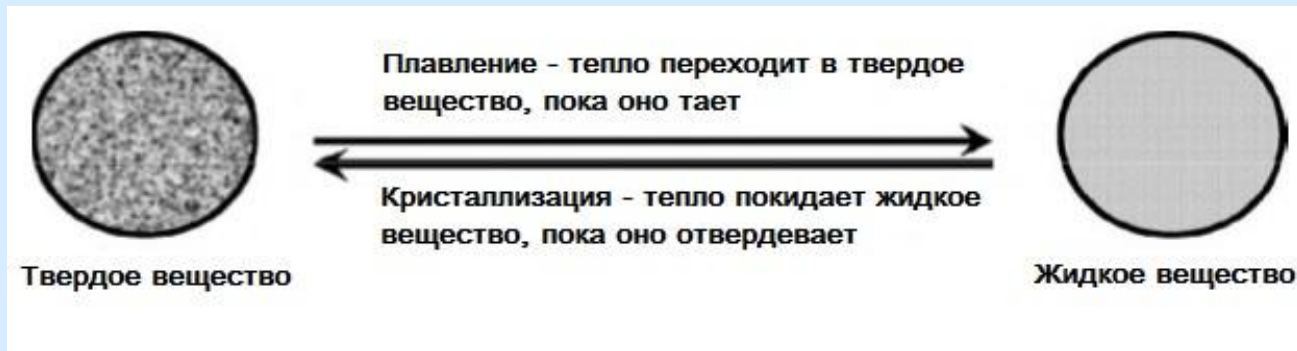 Плавление - тепло переходит в твердое
вещество, пока оно тает
Кристаллизация - тепло покидает жидкое
вещество, пока оно отвердевает
Твердое вещество
Жидкое вещество